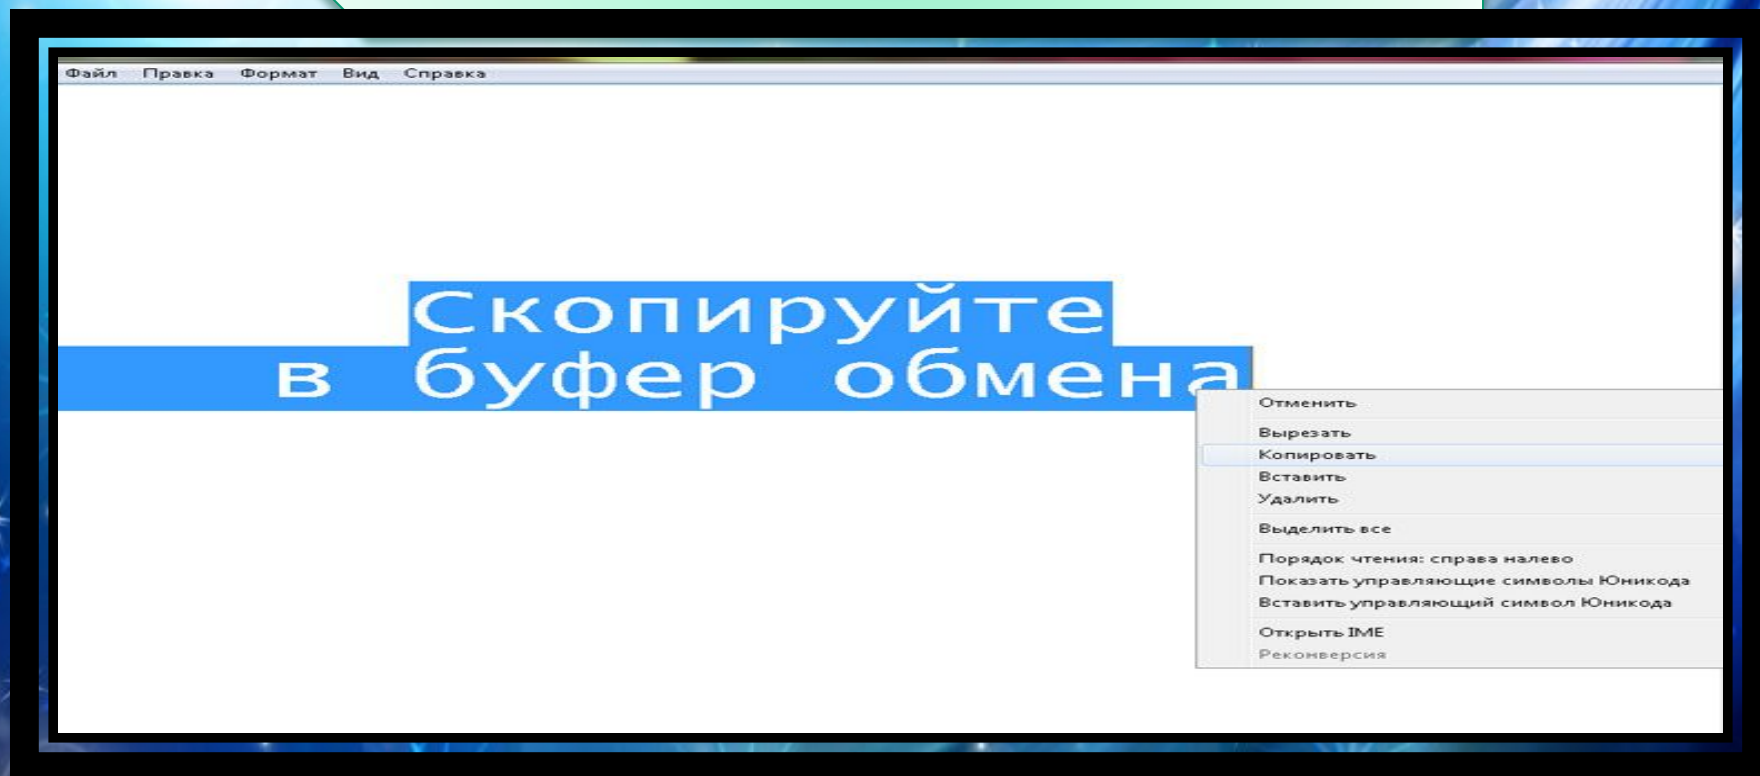 Файл Правка Формат Вид Справка
Скопируйте
в буфер обмена
Отменить
Вырезать
Копировать
Вставить
Удалить
Выделить все
Порядок чтения: справа налево
Показать управляющие символы Юникода
Вставить управляющий символ Юникода
Открыть IME
Реконверсия